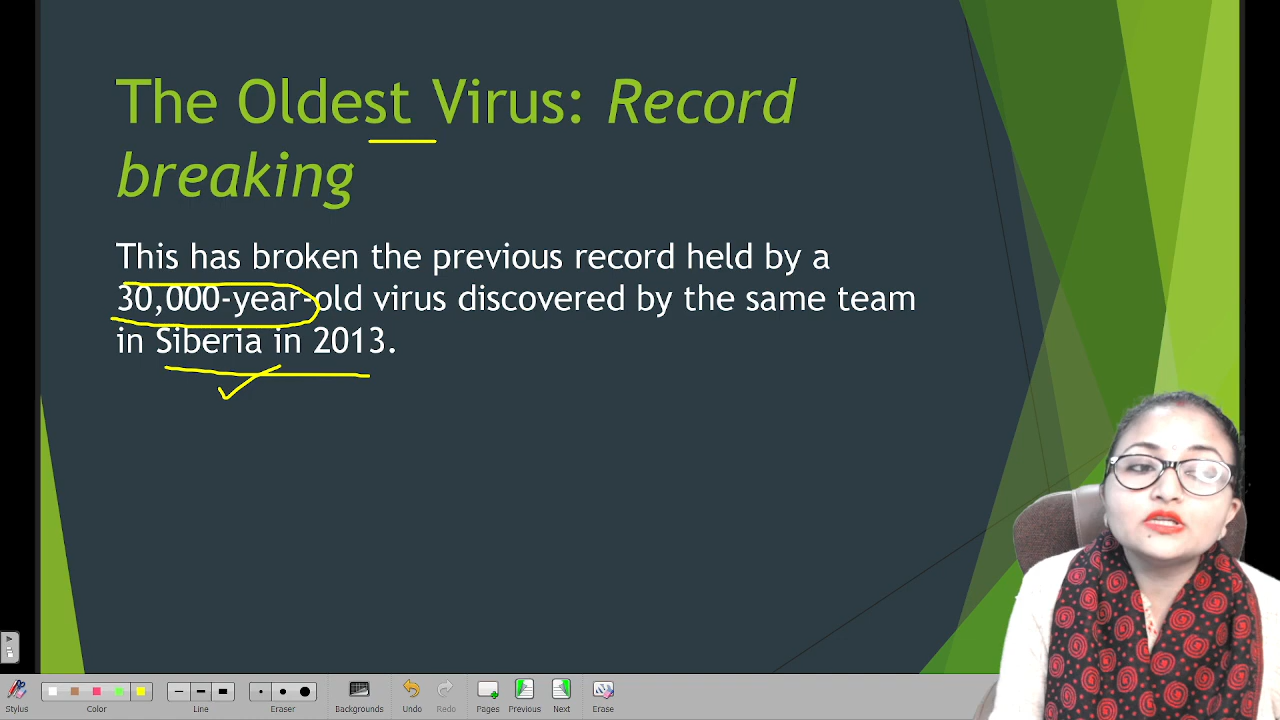 The Oldest Virus: Record
breaking
This has broken the previous record held by a
30,000-year-old virus discovered by the same team
in Siberia in 2013.
Stylus Color Line Eraser Backgrounds Undo Redo Pages Previous Next Erase